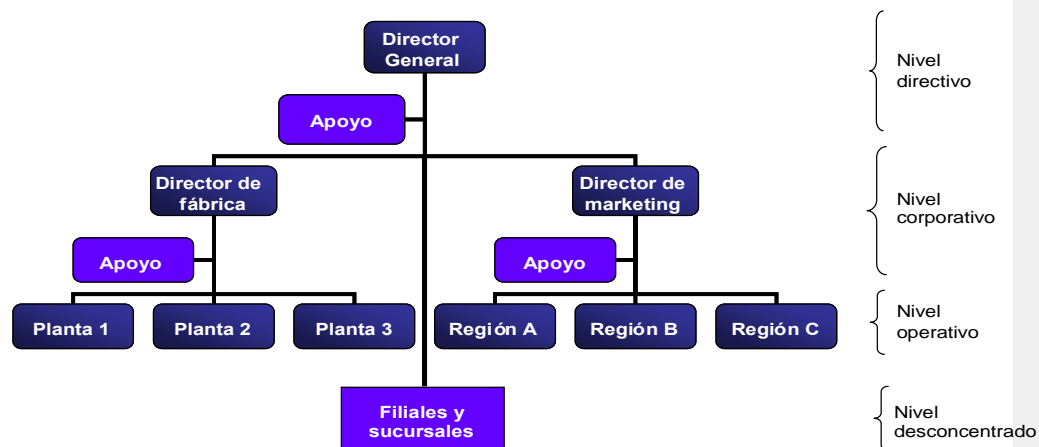 Director
General
Nivel
directivo
Apoyo
Director de
fábrica
Director de
marketing
Nivel
corporativo
Apoyo
Apoyo
Planta 1
Planta 2
Planta 3
Región A
Región B
Región C
Nivel
operativo
Filiales y
sucursales
Nivel
desconcentrado